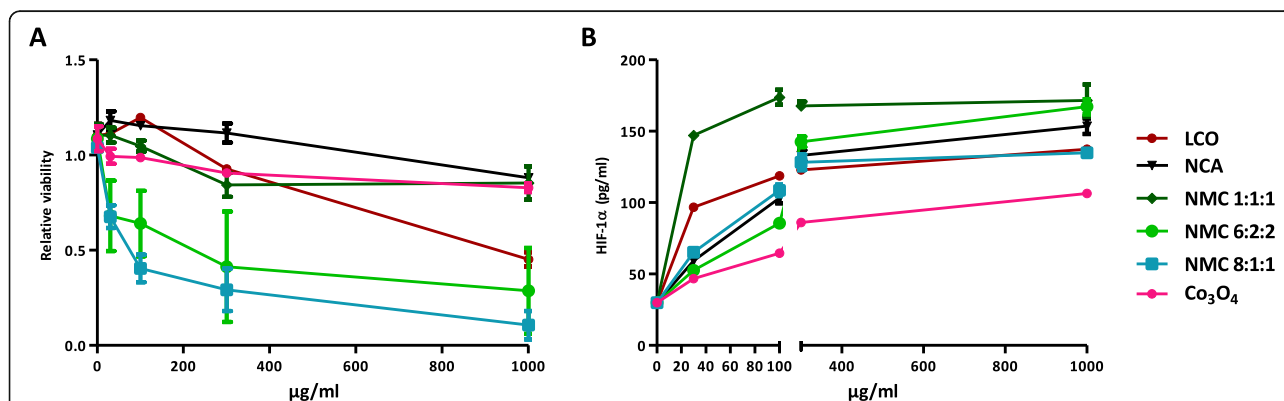 A
1.5
1.0
0.5
0.0
Relative viability
0 200 400 600 800 1000
µg/ml
B
200
150
100
50
0
HIF-1α (pg/ml)
0 20 40 60 80 100 400 600 800 1000
µg/ml
LCO
NCA
NMC 1:1:1
NMC 6:2:2
NMC 8:1:1
Co₃O₄